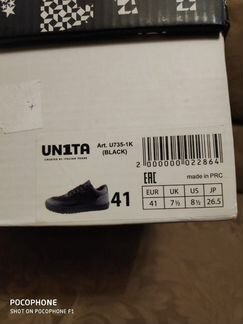 UN1TA
CREATED BY ITALIAN TREND
Art. U735-1K
(BLACK)
2 000000 022864
EAC
made in PRC
41
EUR UK US JP
41 7½ 8½ 26.5
POCOPHONE
SHOT ON POCOPHONE F1